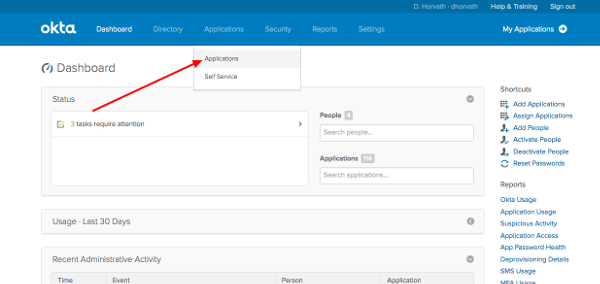 D. Horvath - dhorvath Help & Training Sign out
okta Dashboard Directory Applications Security Reports Settings My Applications
Applications
Self Service
Dashboard
Status
3 tasks require attention
People 4
Search people...
Applications 114
Search applications...
Shortcuts
Add Applications
Assign Applications
Add People
Activate People
Deactivate People
Reset Passwords
Reports
Okta Usage
Application Usage
Suspicious Activity
Application Access
App Password Health
Deprovisioning Details
SMS Usage
MFA Usage
Usage - Last 30 Days
Recent Administrative Activity
Time Event Person Application